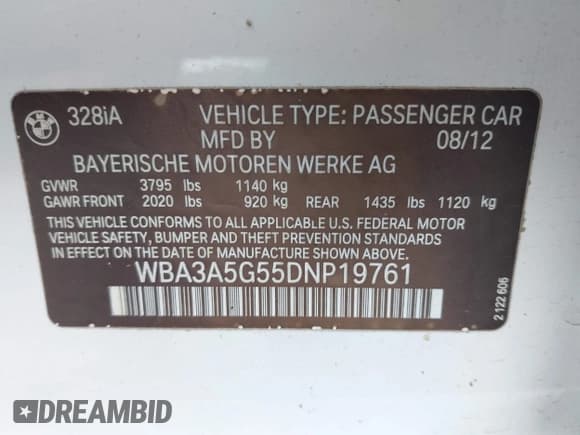 BMW
328iA VEHICLE TYPE: PASSENGER CAR
MFD BY 08/12
BAYERISCHE MOTOREN WERKE AG
GVWR 3795 lbs 1140 kg
GAWR FRONT 2020 lbs 920 kg REAR 1435 lbs 1120 kg
THIS VEHICLE CONFORMS TO ALL APPLICABLE U.S. FEDERAL MOTOR
VEHICLE SAFETY, BUMPER AND THEFT PREVENTION STANDARDS
IN EFFECT ON THE DATE OF MANUFACTURE SHOWN ABOVE.
WBA3A5G55DNP19761
2 122 606
DREAMBID